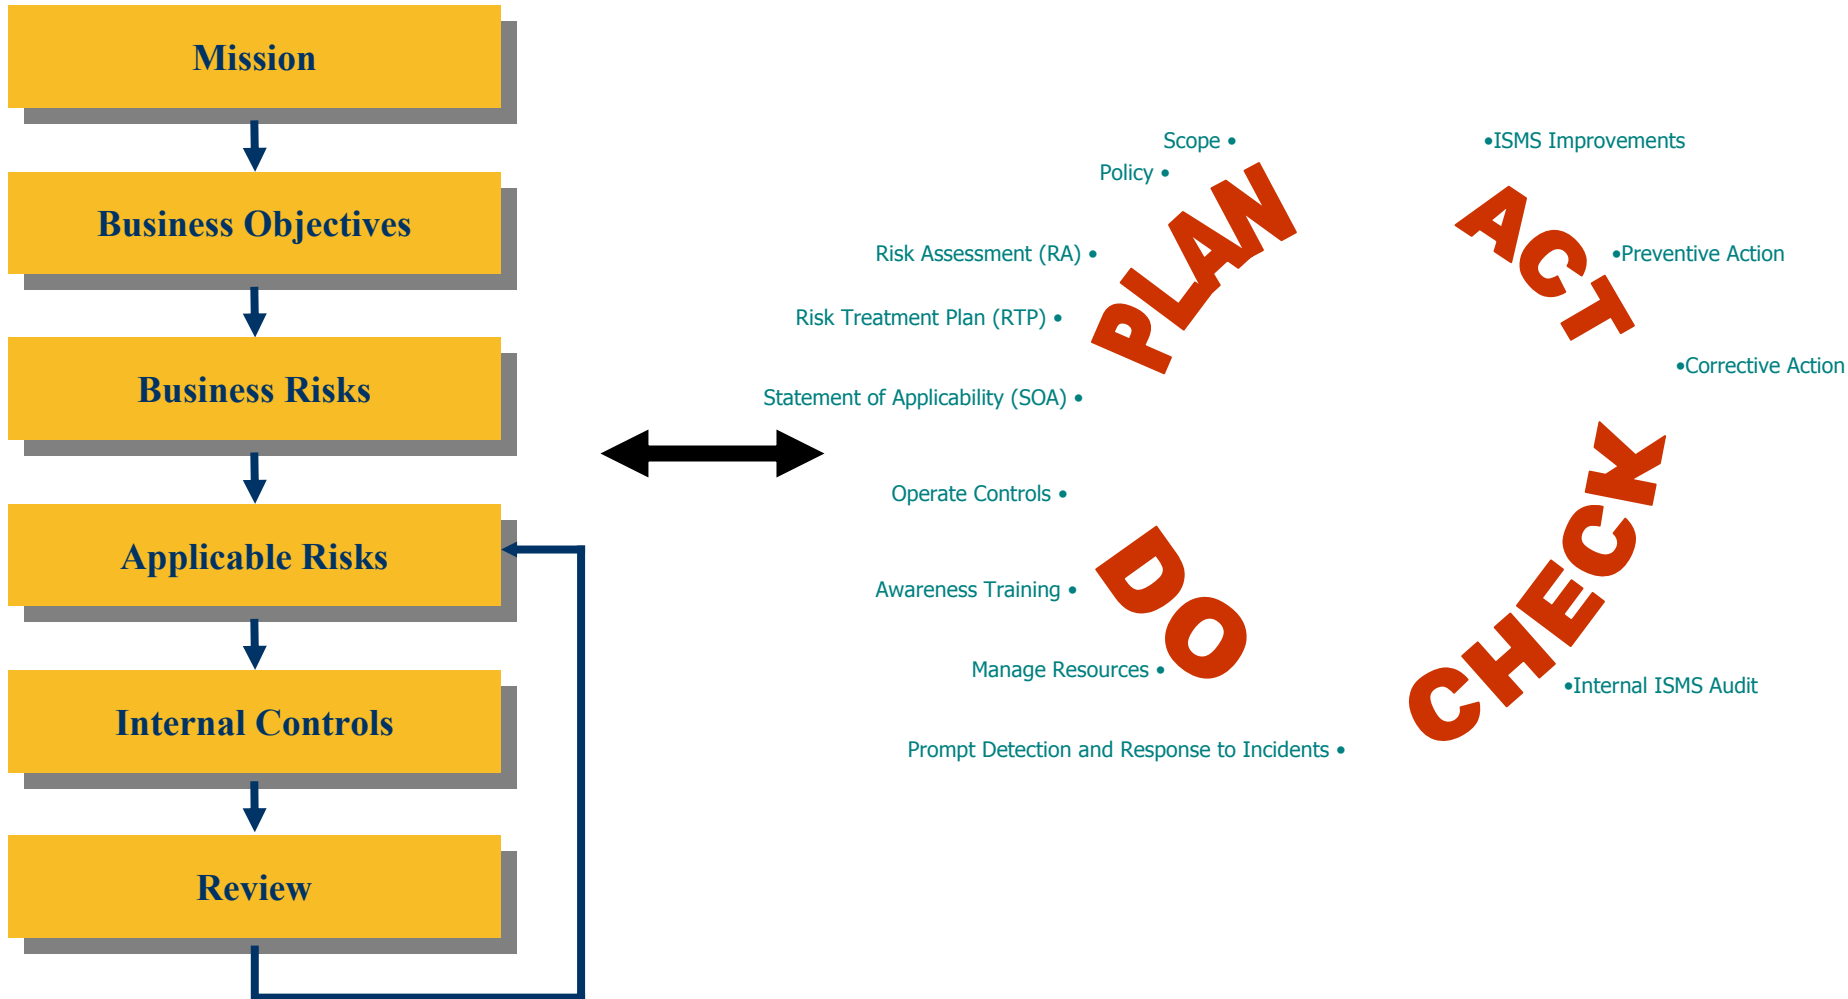 Mission
Business Objectives
Business Risks
Applicable Risks
Internal Controls
Review
Scope •
Policy •
Risk Assessment (RA) •
Risk Treatment Plan (RTP) •
Statement of Applicability (SOA) •
PLAN
Operate Controls •
Awareness Training •
Manage Resources •
Prompt Detection and Response to Incidents •
DO
•ISMS Improvements
ACT
•Preventive Action
•Corrective Action
CHECK
•Internal ISMS Audit